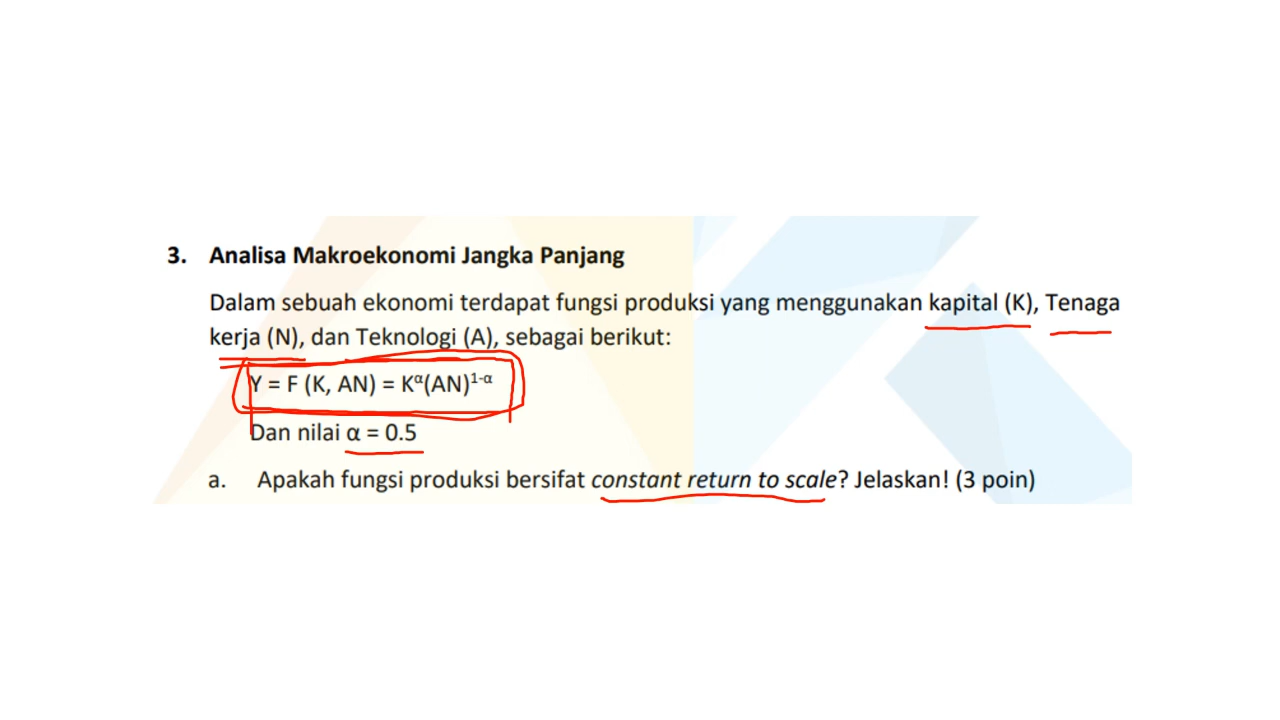 3. Analisa Makroekonomi Jangka Panjang
Dalam sebuah ekonomi terdapat fungsi produksi yang menggunakan kapital (K), Tenaga
kerja (N), dan Teknologi (A), sebagai berikut:
Y = F (K, AN) = Kᵅ(AN)¹⁻ᵅ
Dan nilai α = 0.5
a. Apakah fungsi produksi bersifat constant return to scale? Jelaskan! (3 poin)